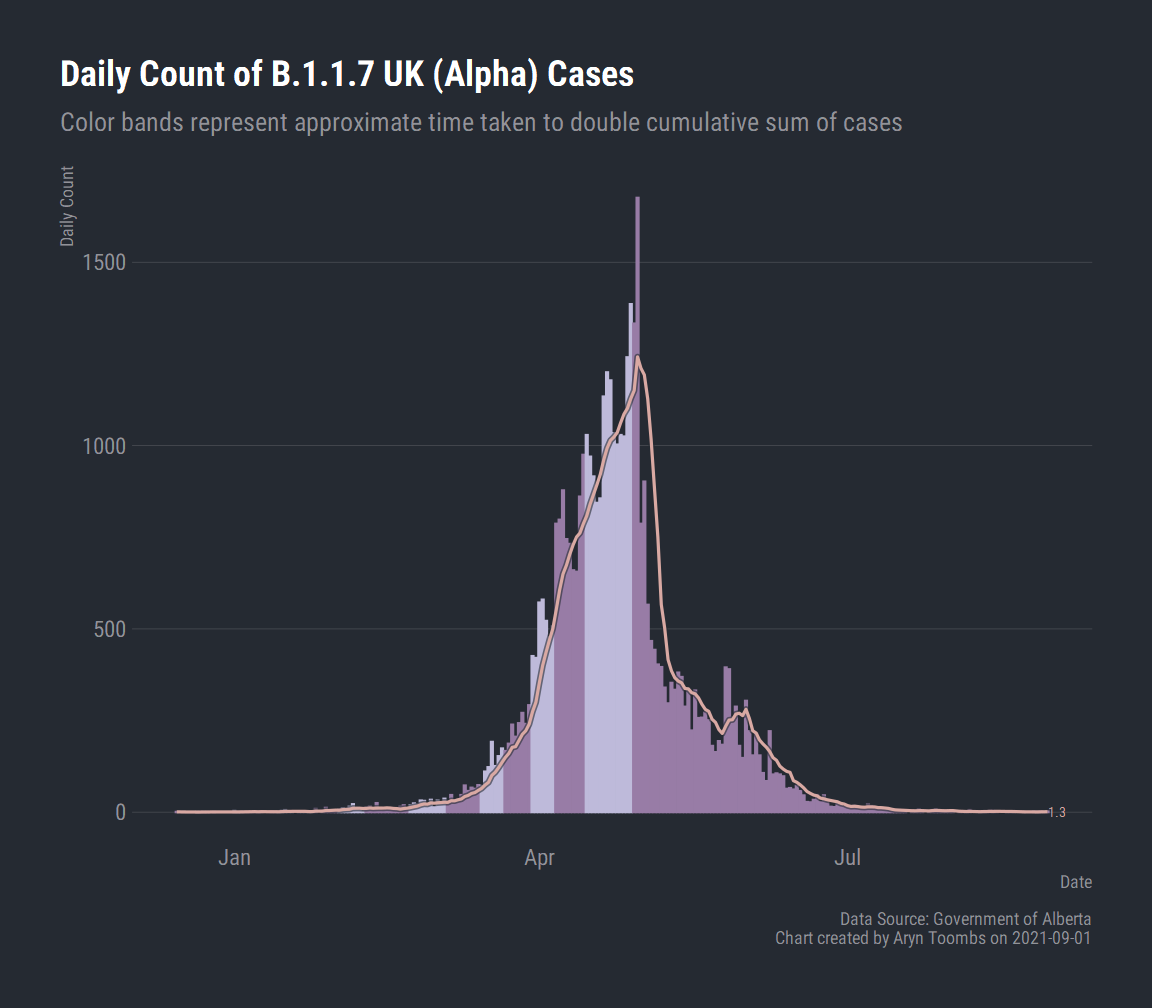 Daily Count of B.1.1.7 UK (Alpha) Cases
Color bands represent approximate time taken to double cumulative sum of cases
Daily Count
1500
1000
500
0
1.3
Jan
Apr
Jul
Date
Data Source: Government of Alberta
Chart created by Aryn Toombs on 2021-09-01